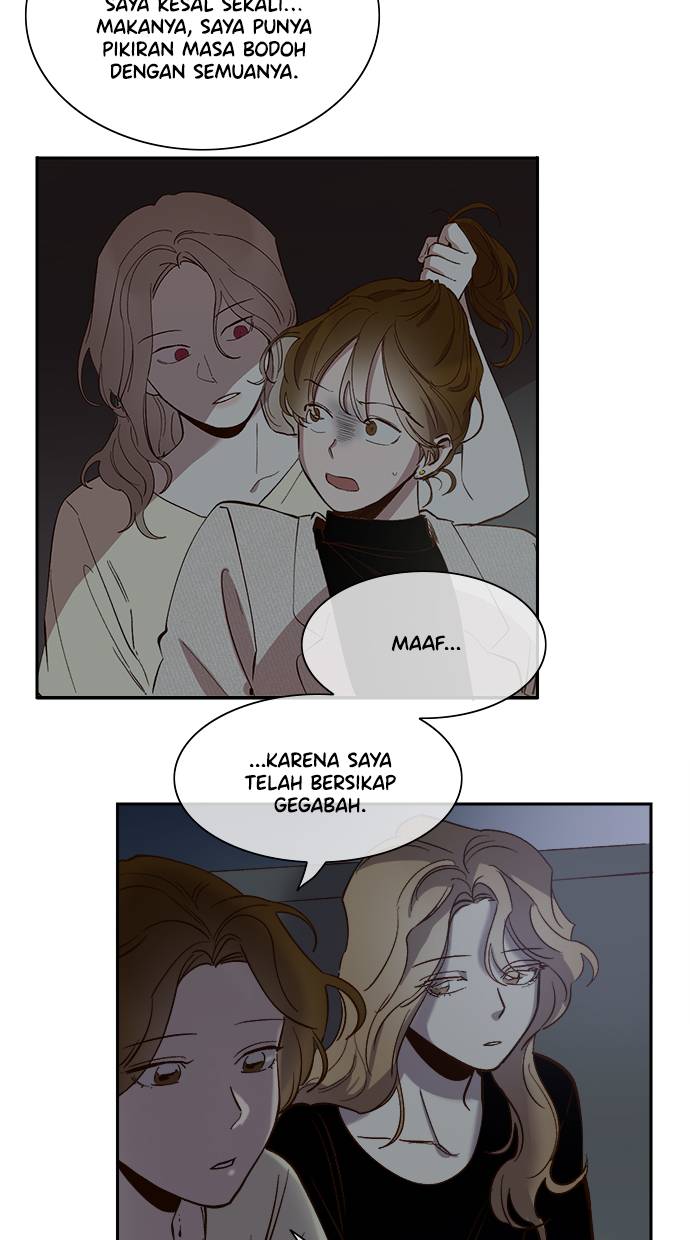 SAYA KESAL SEKALI...
MAKANYA, SAYA PUNYA
PIKIRAN MASA BODOH
DENGAN SEMUANYA.
MAAF...
...KARENA SAYA
TELAH BERSIKAP
GEGABAH.